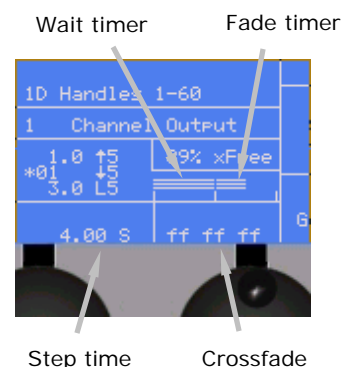 Wait timer
Fade timer
1D Handles 1-60
1 Channel Output
1.0 ↑5
*01 ↓5
3.0 L5
99% xFree
4.00 S
ff ff ff
G
Step time
Crossfade